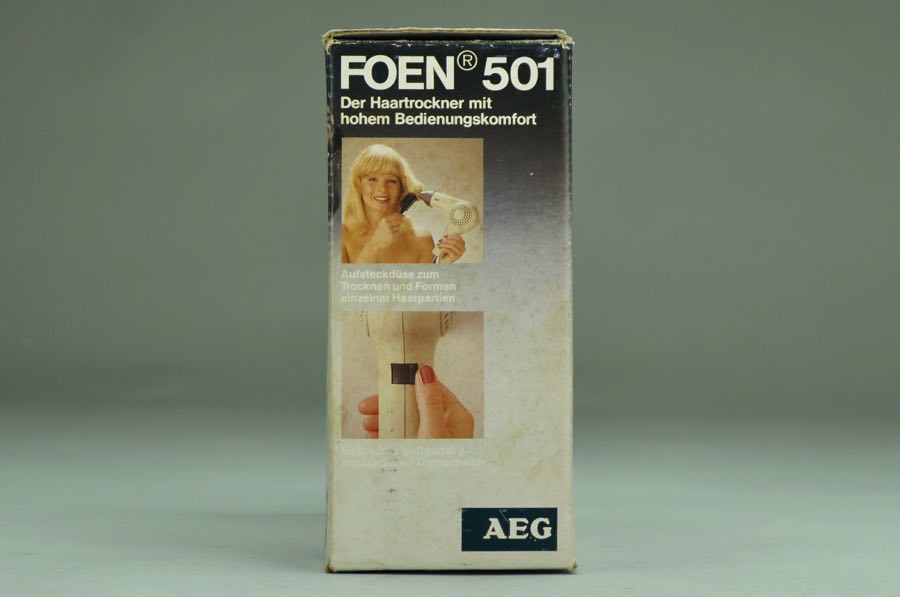 FOEN® 501
Der Haartrockner mit
hohem Bedienungskomfort
Aufsteckdüse zum
Trocknen und Formen
einzelner Haarpartien
AEG